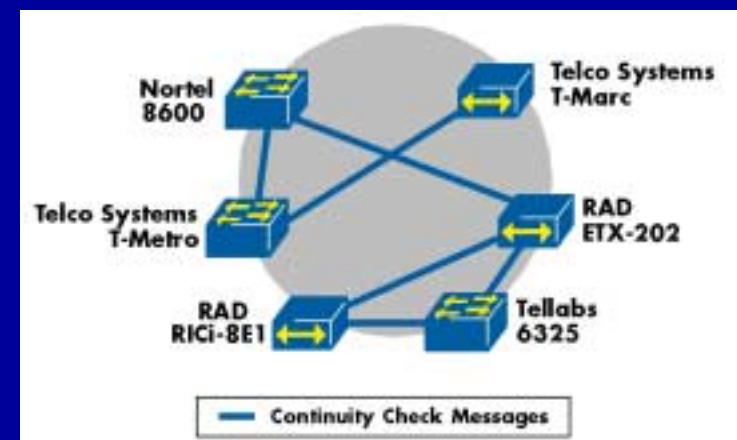 Nortel
8600
Telco Systems
T-Marc
Telco Systems
T-Metro
RAD
ETX-202
RAD
RICi-8E1
Tellabs
6325
Continuity Check Messages